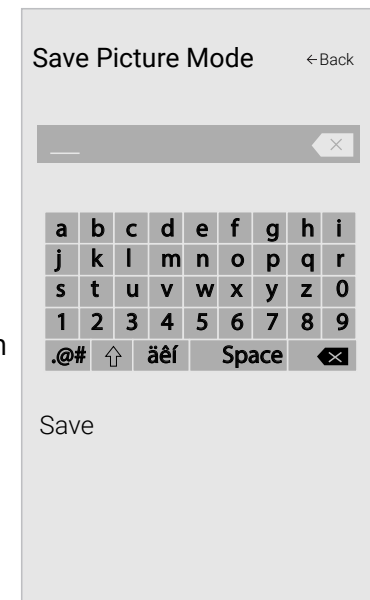 Save Picture Mode ←Back
a b c d e f g h i
j k l m n o p q r
s t u v w x y z 0
1 2 3 4 5 6 7 8 9
.@# äêí Space
Save